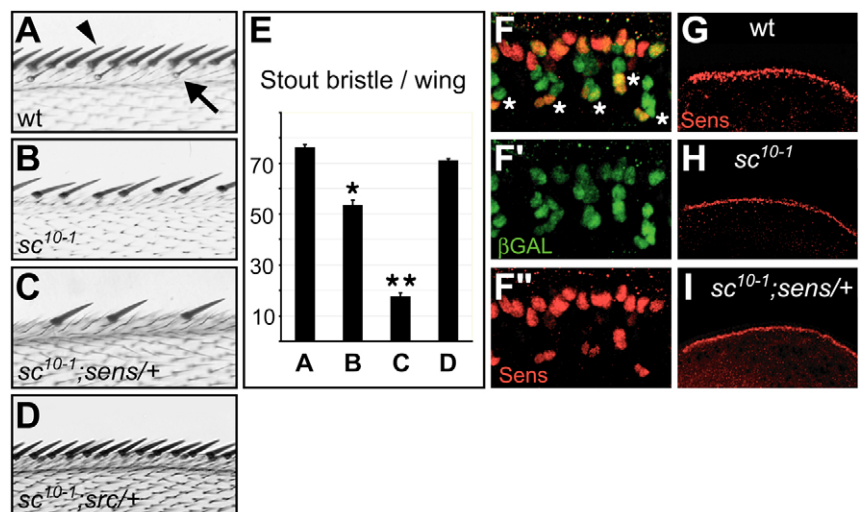 A
wt
B
sc10-1
C
sc10-1;sens/+
D
sc10-1;src/+
E
Stout bristle / wing
70
50
30
10
*
**
A B C D
F
*
*
*
*
*
F'
βGAL
F"
Sens
G
wt
Sens
H
sc10-1
I
sc10-1;sens/+